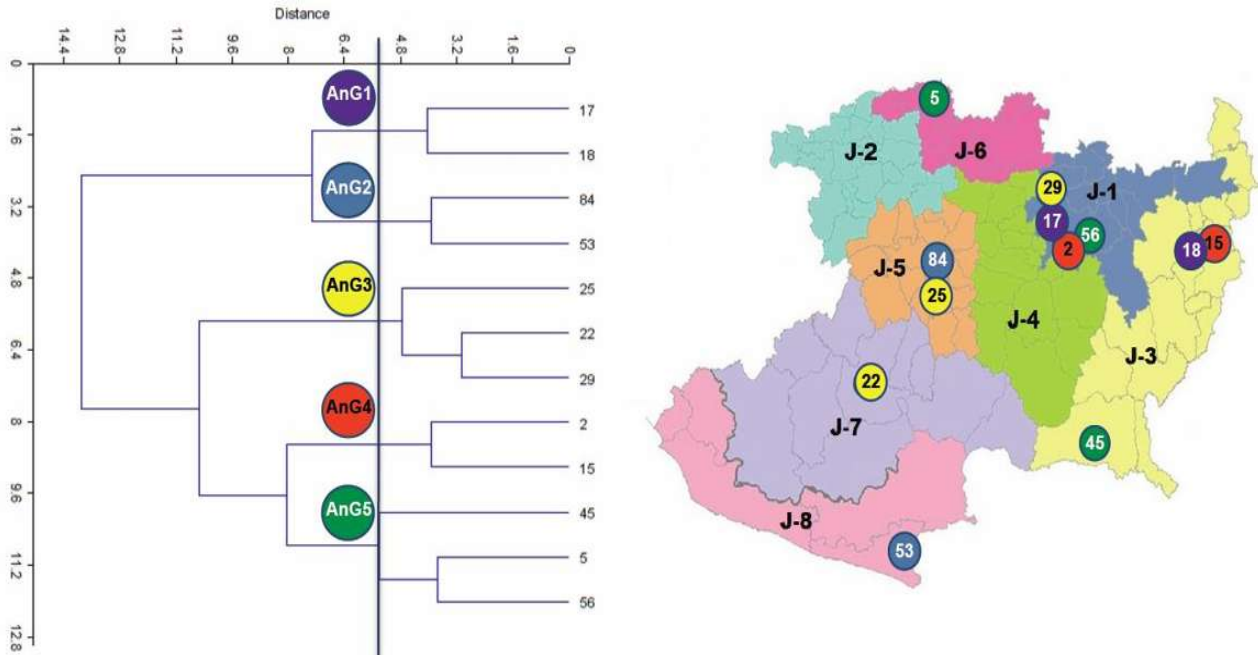 Distance
14.4 12.8 11.2 9.6 8 6.4 4.8 3.2 1.6 0
0
1.6
3.2
4.8
6.4
8
9.6
11.2
12.8
AnG1
AnG2
AnG3
AnG4
AnG5
17
18
84
53
25
22
29
2
15
45
5
56
5
J-2
J-6
29
J-1
17
56
2
18
15
84
J-5
25
J-4
J-3
22
J-7
45
J-8
53